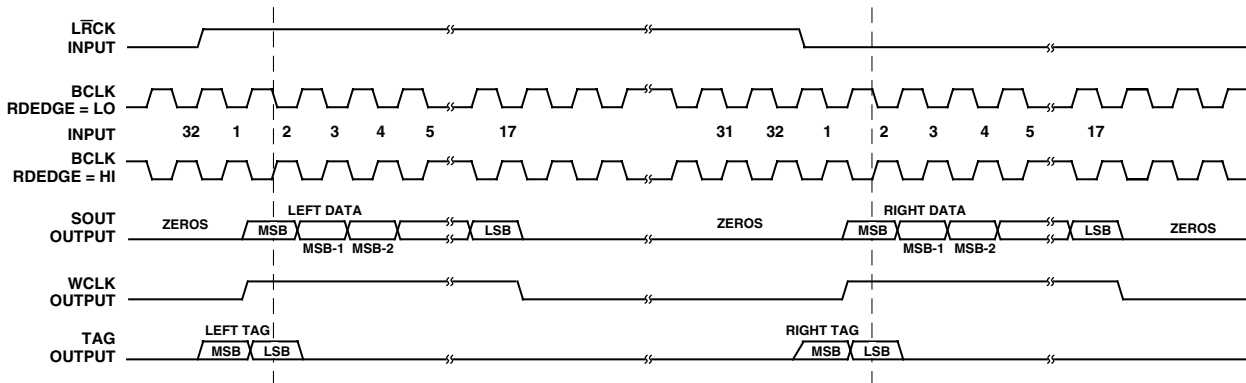 LR̅CK
INPUT
BCLK
RDEDGE = LO
INPUT 32 1 2 3 4 5 17 31 32 1 2 3 4 5 17
BCLK
RDEDGE = HI
SOUT
OUTPUT
ZEROS LEFT DATA ZEROS RIGHT DATA ZEROS
MSB LSB MSB LSB
MSB-1 MSB-2 MSB-1 MSB-2
WCLK
OUTPUT
TAG
OUTPUT
LEFT TAG RIGHT TAG
MSB LSB MSB LSB